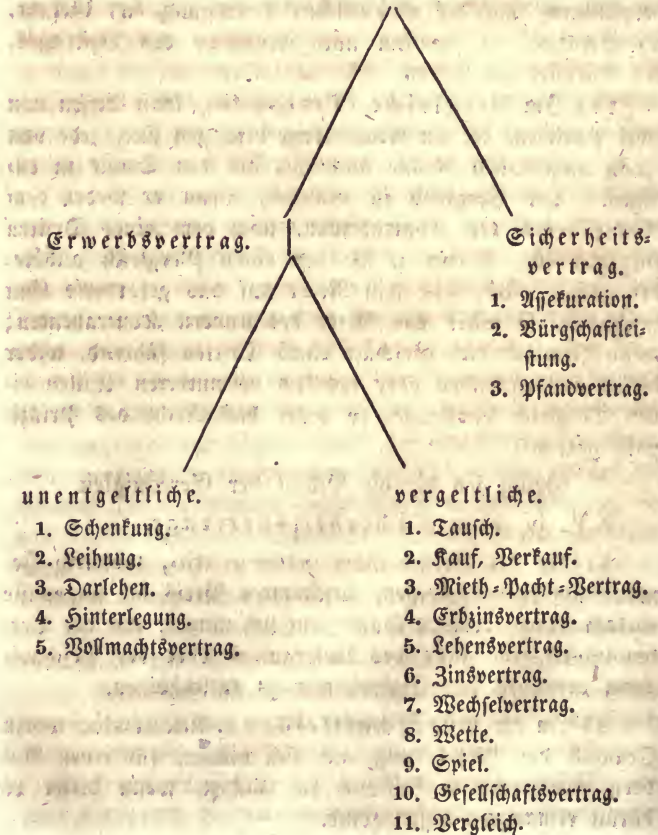 Erwerbsvertrag.
Sicherheits-
vertrag.
1. Assekuration.
2. Bürgschaftlei-
stung.
3. Pfandvertrag.
unentgeltliche.
1. Schenkung.
2. Leihung.
3. Darlehen.
4. Hinterlegung.
5. Vollmachtsvertrag.
vergeltliche.
1. Tausch.
2. Kauf, Verkauf.
3. Mieth-Pacht-Vertrag.
4. Erbzinsvertrag.
5. Lehensvertrag.
6. Zinsvertrag.
7. Wechselvertrag.
8. Wette.
9. Spiel.
10. Gesellschaftsvertrag.
11. Vergleich.